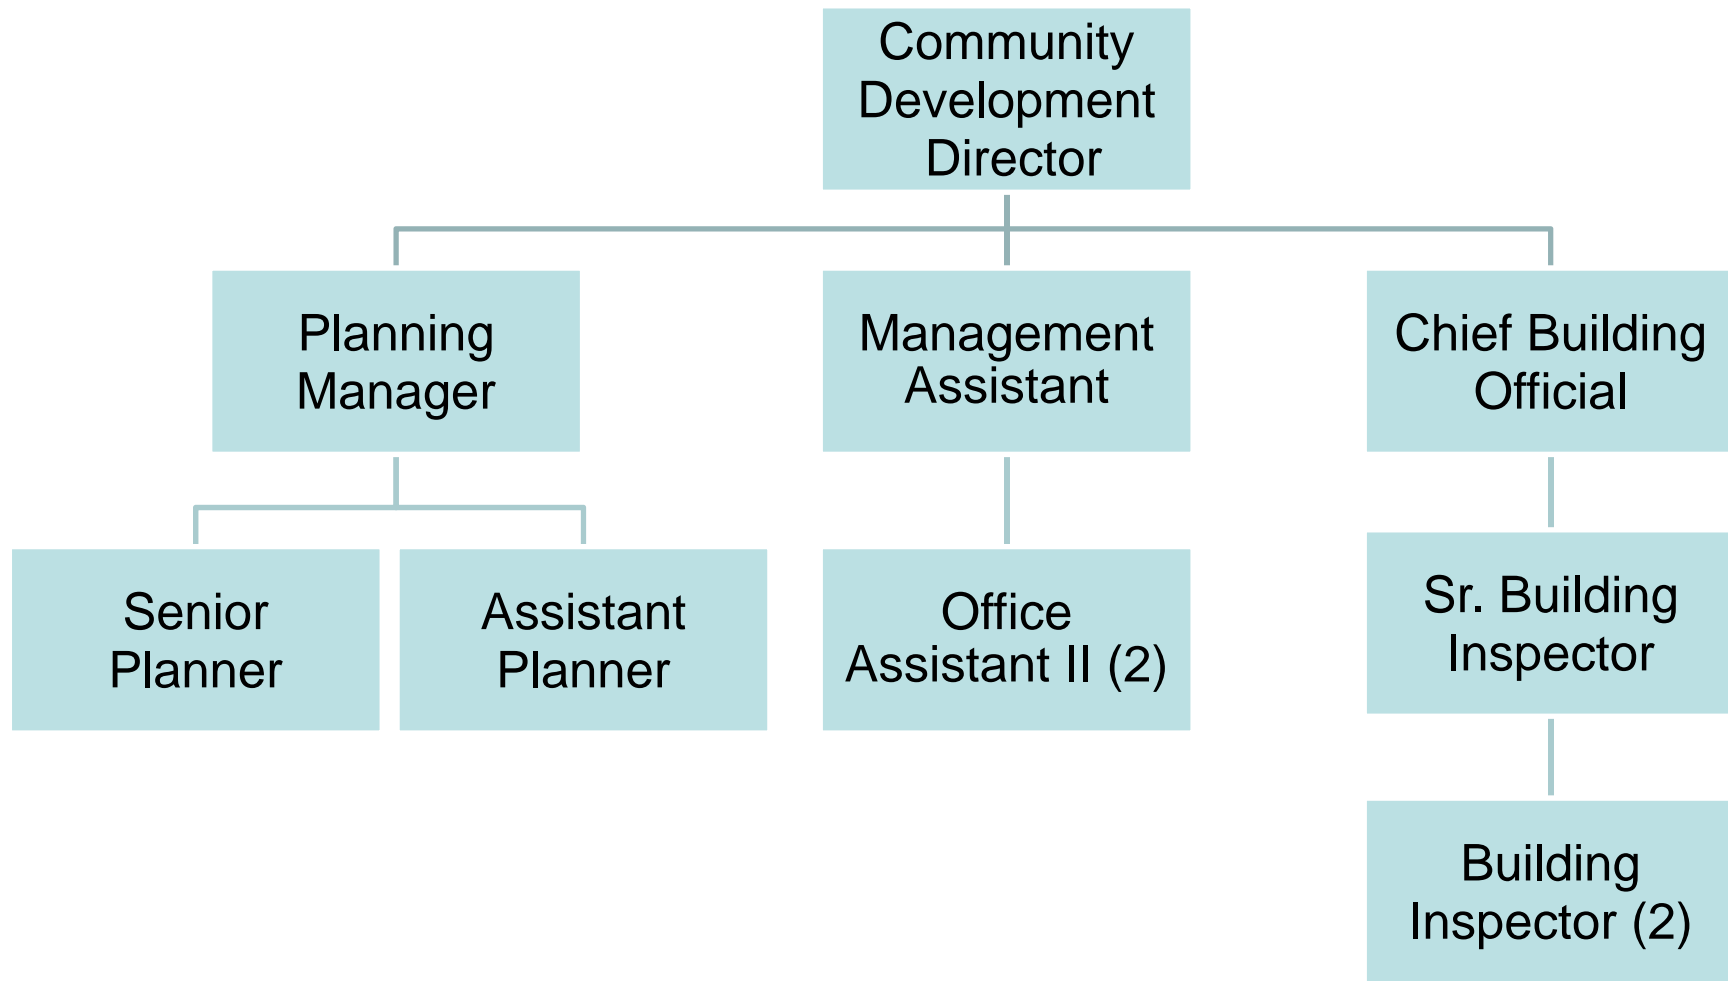 Community
Development
Director
Planning
Manager
Management
Assistant
Chief Building
Official
Senior
Planner
Assistant
Planner
Office
Assistant II (2)
Sr. Building
Inspector
Building
Inspector (2)